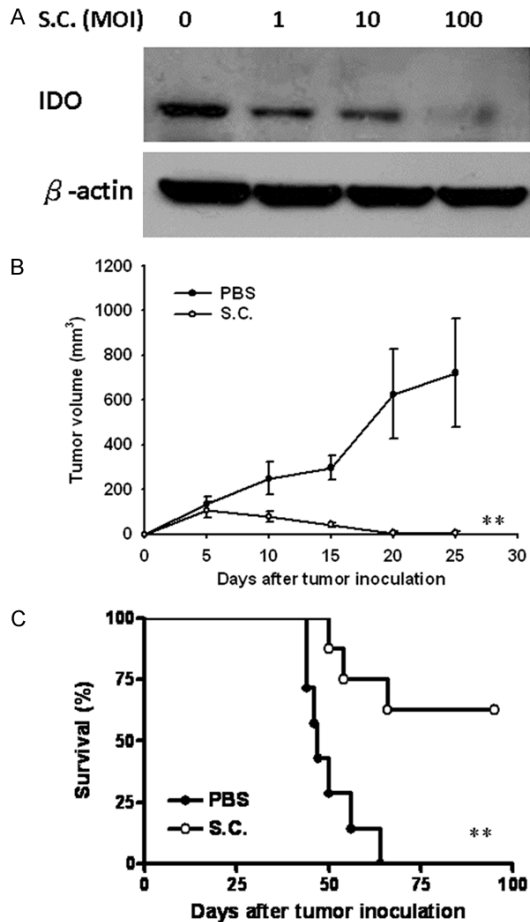 A
S.C. (MOI) 0 1 10 100
IDO
β-actin
B
Tumor volume (mm³)
1200
1000
800
600
400
200
0
PBS
S.C.
**
0 5 10 15 20 25 30
Days after tumor inoculation
C
Survival (%)
100
75
50
25
0
PBS
S.C.
**
0 25 50 75 100
Days after tumor inoculation